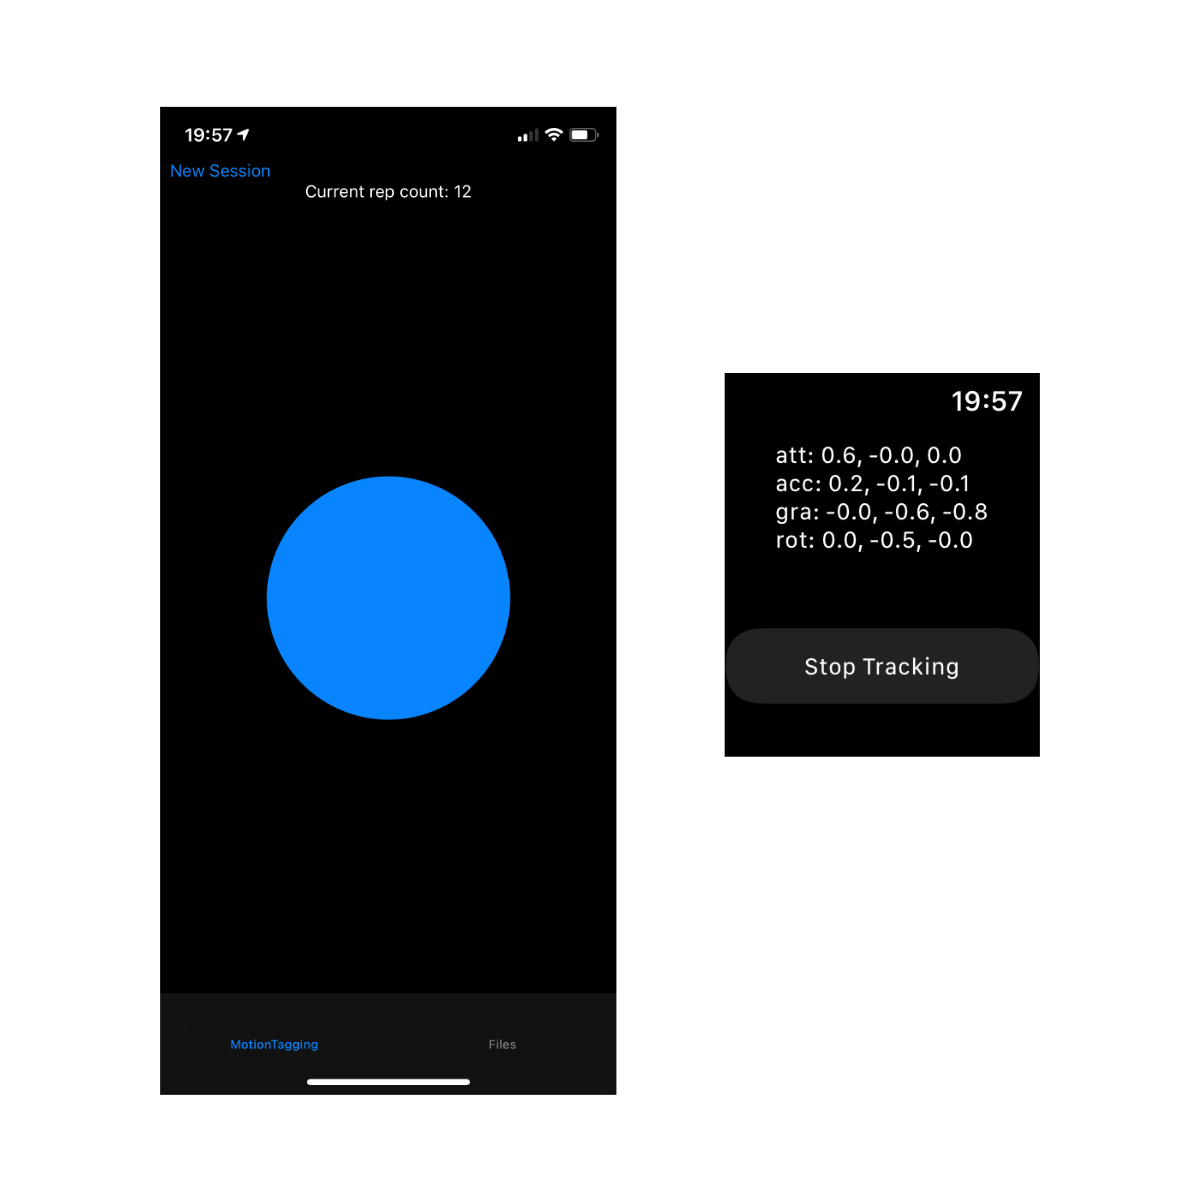 19:57
New Session
Current rep count: 12
MotionTagging
Files
19:57
att: 0.6, -0.0, 0.0
acc: 0.2, -0.1, -0.1
gra: -0.0, -0.6, -0.8
rot: 0.0, -0.5, -0.0
Stop Tracking